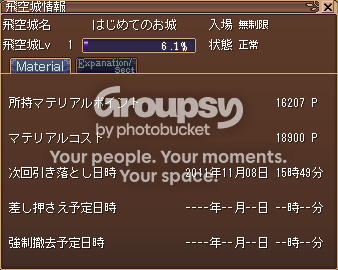 飛空城情報
飛空城名 はじめてのお城 入場 無制限
飛空城Lv 1 6.1% 状態 正常
Material Expanation/Sect
所持マテリアルポイント 16207 P
Groupsy
by photobucket
マテリアルコスト 18900 P
Your people. Your moments.
Your space!
次回引き落とし日時 2011年11月08日 15時49分
差し押さえ予定日時 ----年--月--日 --時--分
強制撤去予定日時 ----年--月--日 --時--分